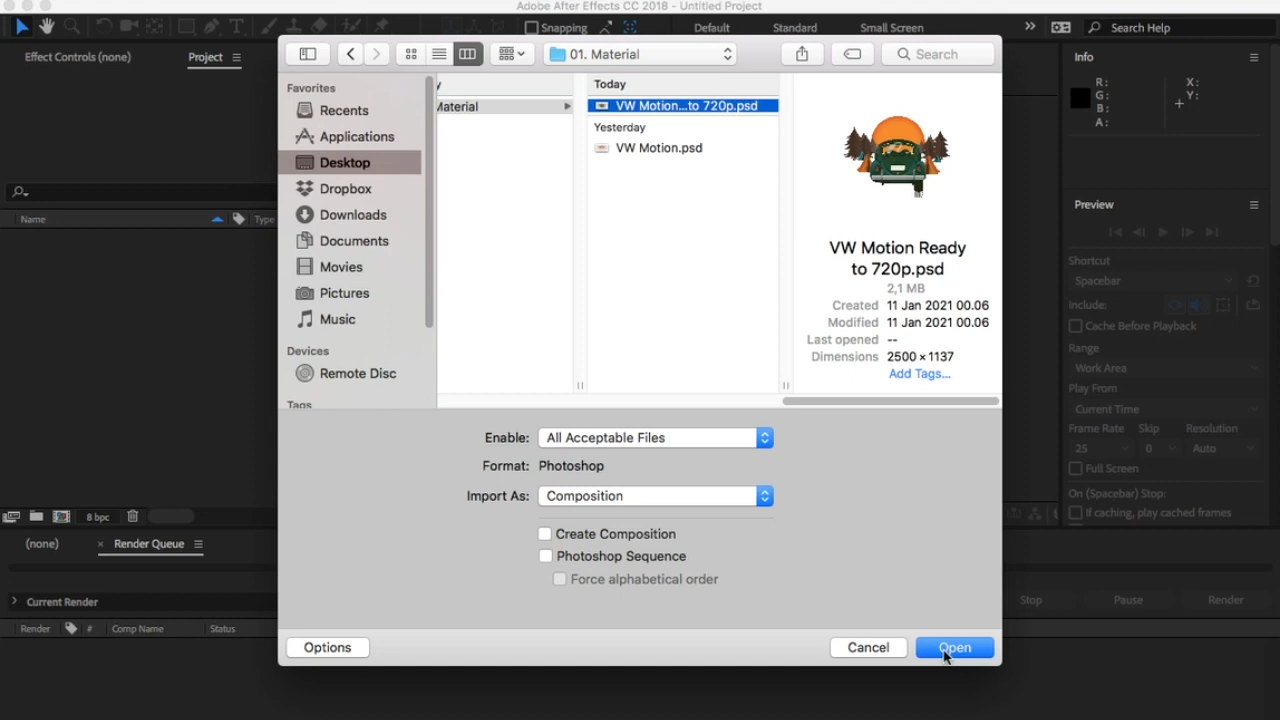 Adobe After Effects CC 2018 - Untitled Project
Snapping
Default
Standard
Small Screen
Search Help
Effect Controls (none)
Project
01. Material
Search
Info
R:
G:
B:
A:
X:
Y:
Favorites
Recents
Applications
Desktop
Dropbox
Downloads
Documents
Movies
Pictures
Music
Devices
Remote Disc
Tags
Today
VW Motion...to 720p.psd
Yesterday
VW Motion.psd
VW Motion Ready
to 720p.psd
2,1 MB
Created 11 Jan 2021 00.06
Modified 11 Jan 2021 00.06
Last opened --
Dimensions 2500 × 1137
Add Tags...
Name
Type
Preview
Shortcut
Spacebar
Include:
Cache Before Playback
Range
Work Area
Play From
Current Time
Frame Rate Skip Resolution
25 0 Auto
Full Screen
On (Spacebar) Stop:
If caching, play cached frames
Enable: All Acceptable Files
Format: Photoshop
Import As: Composition
Create Composition
Photoshop Sequence
Force alphabetical order
Options
Cancel
Open
8 bpc
(none)
Render Queue
Current Render
Stop
Pause
Render
Render # Comp Name Status